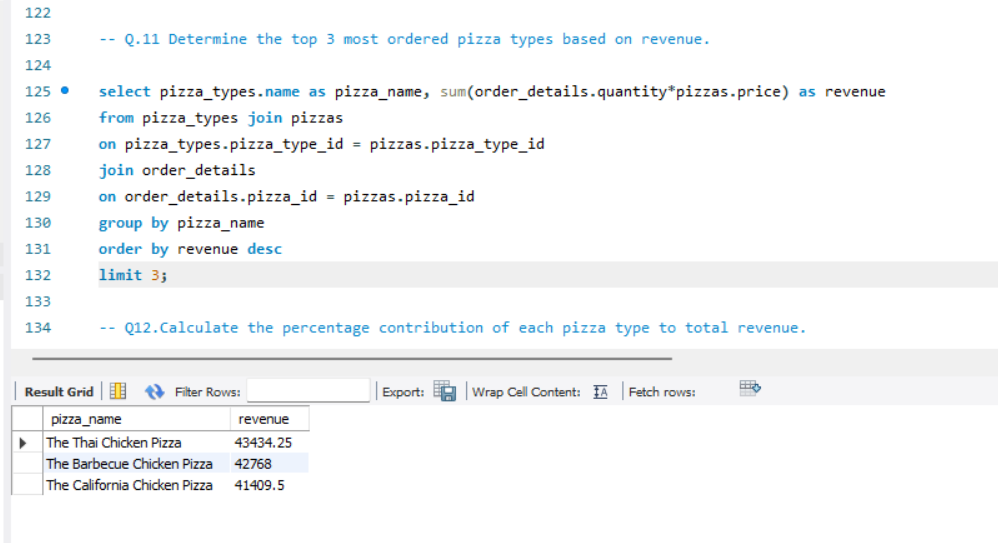 122
123 -- Q.11 Determine the top 3 most ordered pizza types based on revenue.
124
125 select pizza_types.name as pizza_name, sum(order_details.quantity*pizzas.price) as revenue
126 from pizza_types join pizzas
127 on pizza_types.pizza_type_id = pizzas.pizza_type_id
128 join order_details
129 on order_details.pizza_id = pizzas.pizza_id
130 group by pizza_name
131 order by revenue desc
132 limit 3;
133
134 -- Q12.Calculate the percentage contribution of each pizza type to total revenue.
Result Grid Filter Rows: Export: Wrap Cell Content: IA Fetch rows:
pizza_name revenue
The Thai Chicken Pizza 43434.25
The Barbecue Chicken Pizza 42768
The California Chicken Pizza 41409.5